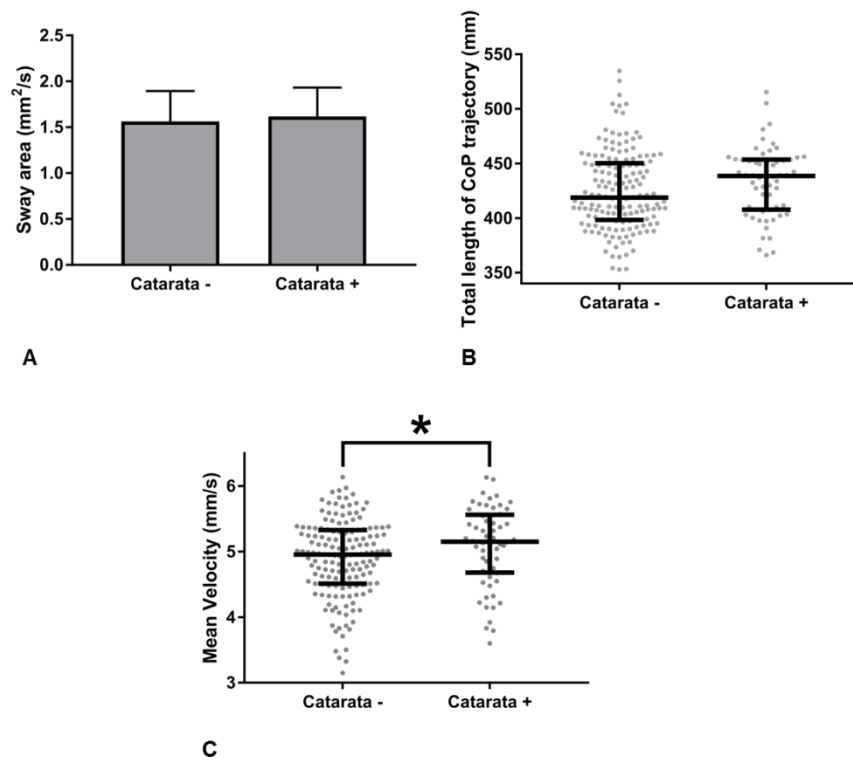 Sway area (mm²/s)
2.5
2.0
1.5
1.0
0.5
0.0
Catarata -
Catarata +
A
Total length of CoP trajectory (mm)
550
500
450
400
350
Catarata -
Catarata +
B
*
Mean Velocity (mm/s)
6
5
4
3
Catarata -
Catarata +
C